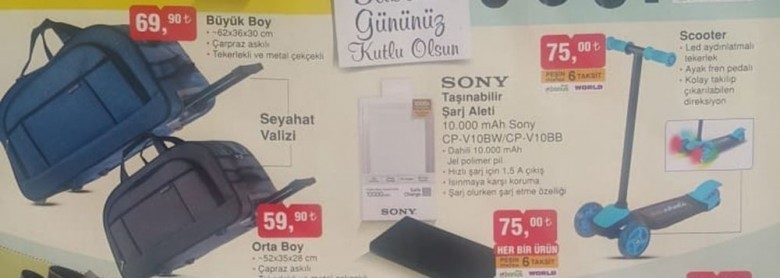 Gününüz
Kutlu Olsun
69,90 ₺
Büyük Boy
• ~62x36x30 cm
• Çarpraz askılı
• Tekerlekli ve metal çekçekli
Seyahat
Valizi
59,90 ₺
Orta Boy
• ~52x35x28 cm
• Çapraz askılı
SONY
Taşınabilir
Şarj Aleti
10.000 mAh Sony
CP-V10BW/CP-V10BB
• Dahili 10.000 mAh
Jel polimer pil
• Hızlı şarj için 1,5 A çıkış
• Isınmaya karşı koruma
• Şarj olurken şarj etme özelliği
SONY
75,00 ₺
HER BİR ÜRÜN
PEŞİN 6 TAKSİT
WORLD
75,00 ₺
PEŞİN 6 TAKSİT
WORLD
Scooter
• Led aydınlatmalı
tekerlek
• Ayak fren pedalı
• Kolay takılıp
çıkarılabilen
direksiyon